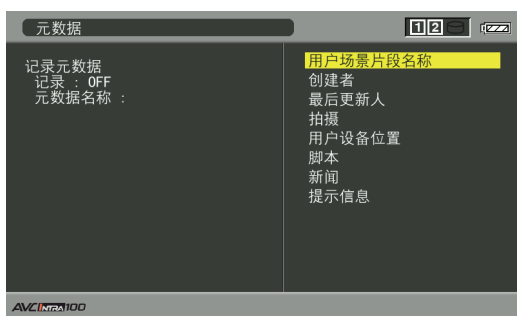 元数据
1 2
记录元数据
记录 : OFF
元数据名称 :
用户场景片段名称
创建者
最后更新人
拍摄
用户设备位置
脚本
新闻
提示信息
AVC INTRA 100